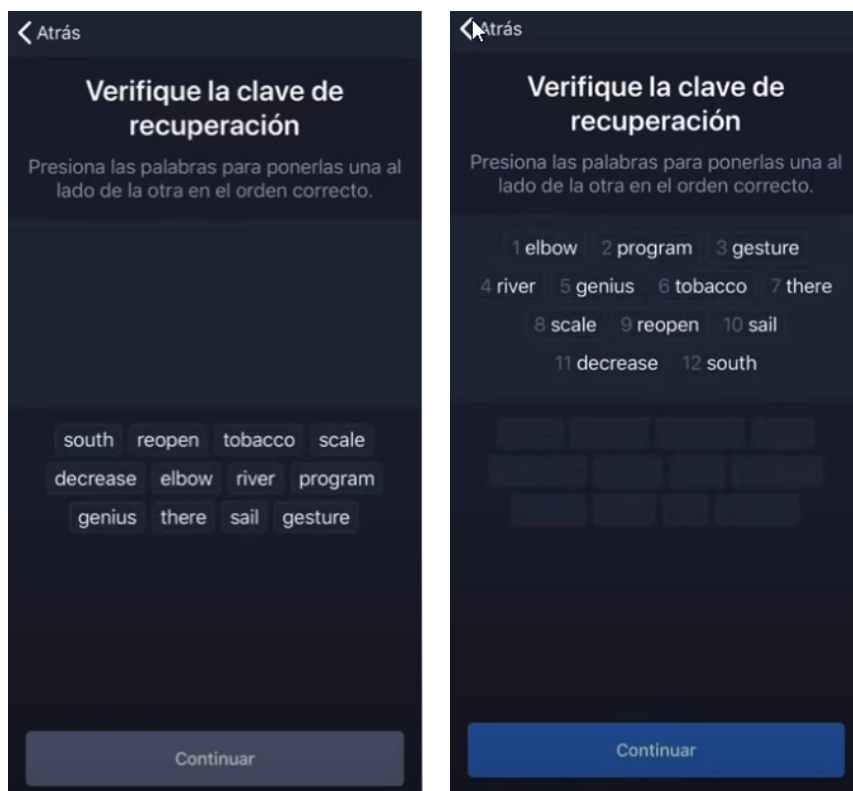 Atrás
Verifique la clave de
recuperación
Presiona las palabras para ponerlas una al
lado de la otra en el orden correcto.
south reopen tobacco scale
decrease elbow river program
genius there sail gesture
Continuar
Atrás
Verifique la clave de
recuperación
Presiona las palabras para ponerlas una al
lado de la otra en el orden correcto.
1 elbow 2 program 3 gesture
4 river 5 genius 6 tobacco 7 there
8 scale 9 reopen 10 sail
11 decrease 12 south
Continuar